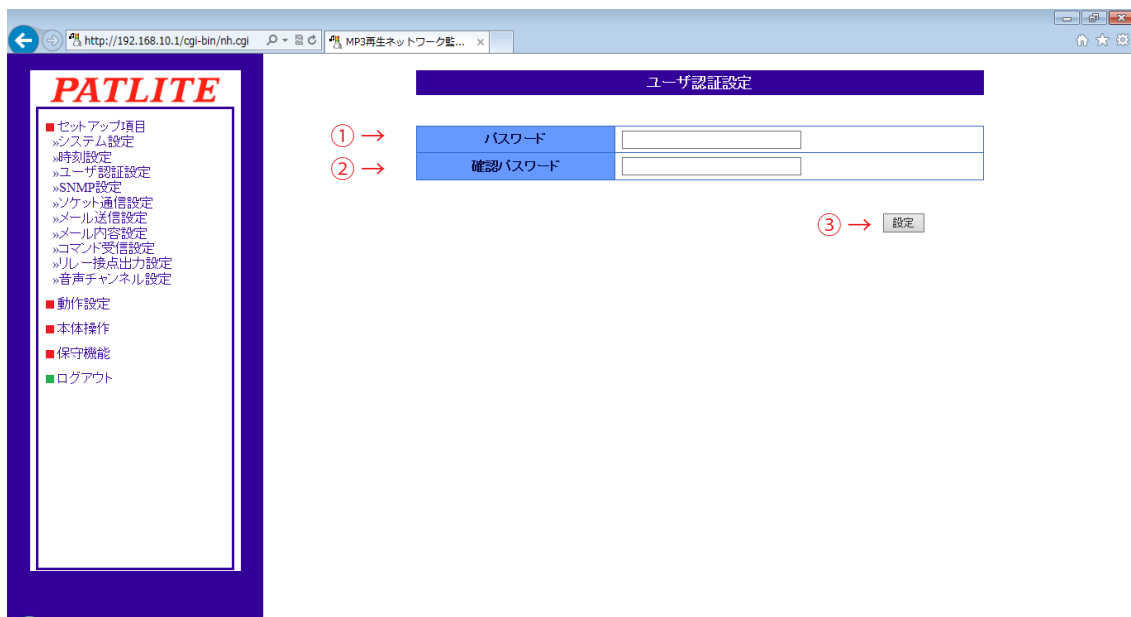 http://192.168.10.1/cgi-bin/nh.cgi
MP3再生ネットワーク監...
PATLITE
■セットアップ項目
»システム設定
»時刻設定
»ユーザ認証設定
»SNMP設定
»ソケット通信設定
»メール送信設定
»メール内容設定
»コマンド受信設定
»リレー接点出力設定
»音声チャンネル設定
■動作設定
■本体操作
■保守機能
■ログアウト
ユーザ認証設定
① → パスワード
② → 確認パスワード
③ → 設定